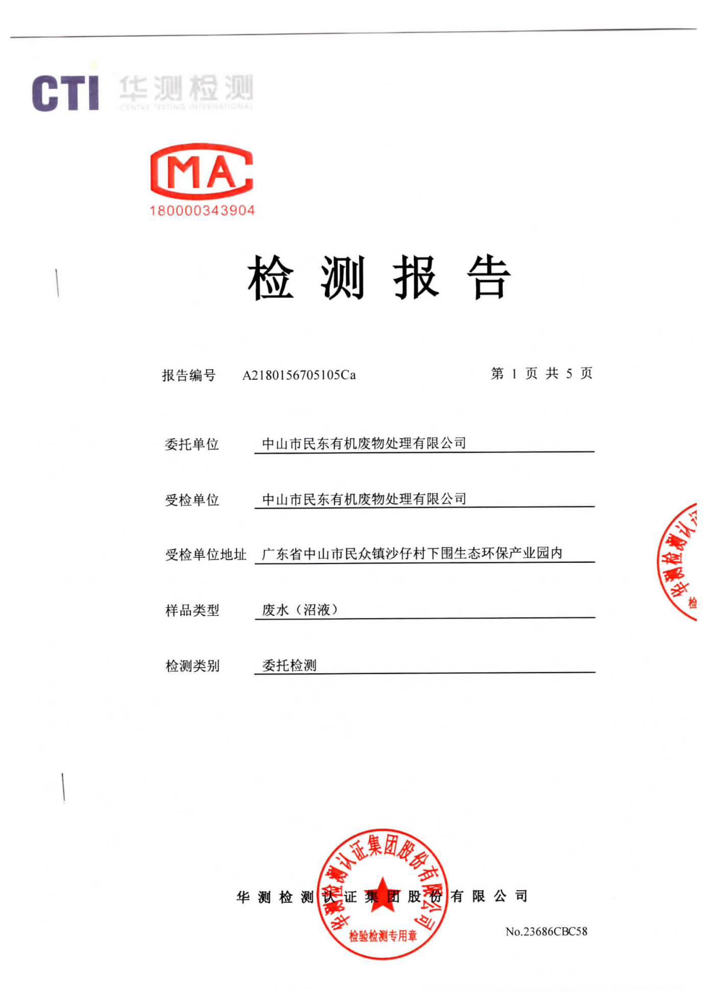 CTI 华测检测
CENTRE TESTING INTERNATIONAL
MAC
180000343904
检测报告
报告编号 A2180156705105Ca 第 1 页 共 5 页
委托单位 中山市民东有机废物处理有限公司
受检单位 中山市民东有机废物处理有限公司
受检单位地址 广东省中山市民众镇沙仔村下围生态环保产业园内
华测检测认证
检
样品类型 废水（沼液）
检测类别 委托检测
华测检测认证集团股份有限公司
华测检测认证集团股份有限公司
检验检测专用章
No.23686CBC58